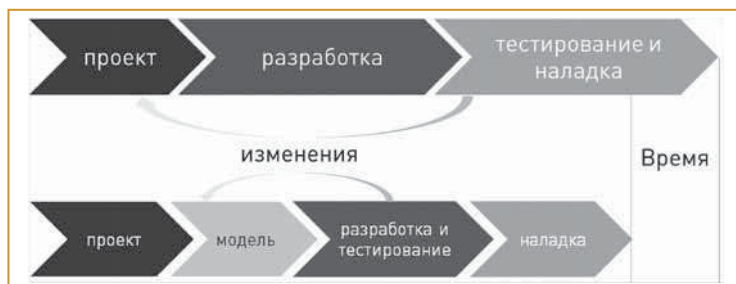 проект
разработка
тестирование и
наладка
изменения
Время
проект
модель
разработка и
тестирование
наладка